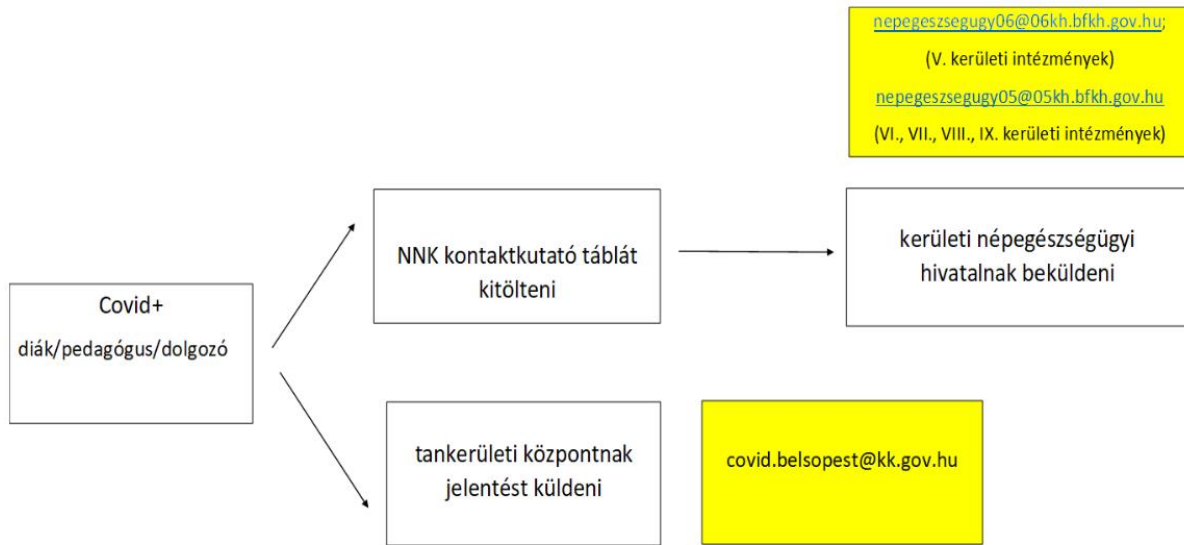 nepegeszsegugy06@06kh.bfkh.gov.hu;
(V. kerületi intézmények)
nepegeszsegugy05@05kh.bfkh.gov.hu
(VI., VII., VIII., IX. kerületi intézmények)
Covid+
diák/pedagógus/dolgozó
NNK kontaktkutató táblát
kitölteni
kerületi népegészségügyi
hivatalnak beküldeni
tankerületi központnak
jelentést küldeni
covid.belsopest@kk.gov.hu